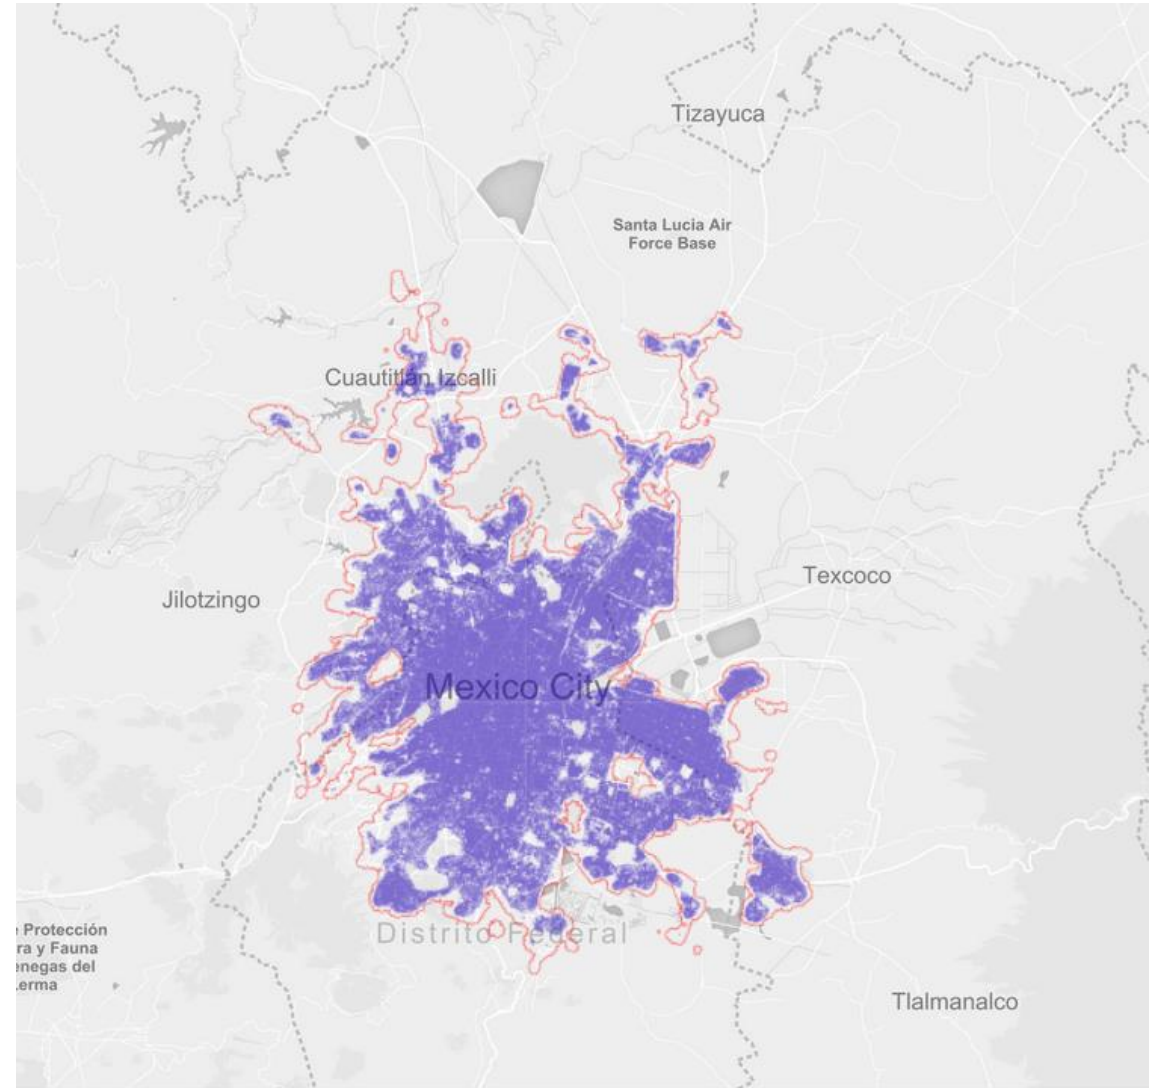 Tizayuca
Santa Lucia Air
Force Base
Cuautitlán Izcalli
Texcoco
Jilotzingo
Mexico City
Distrito Federal
e Protección
ra y Fauna
enegas del
Lerma
Tlalmanalco